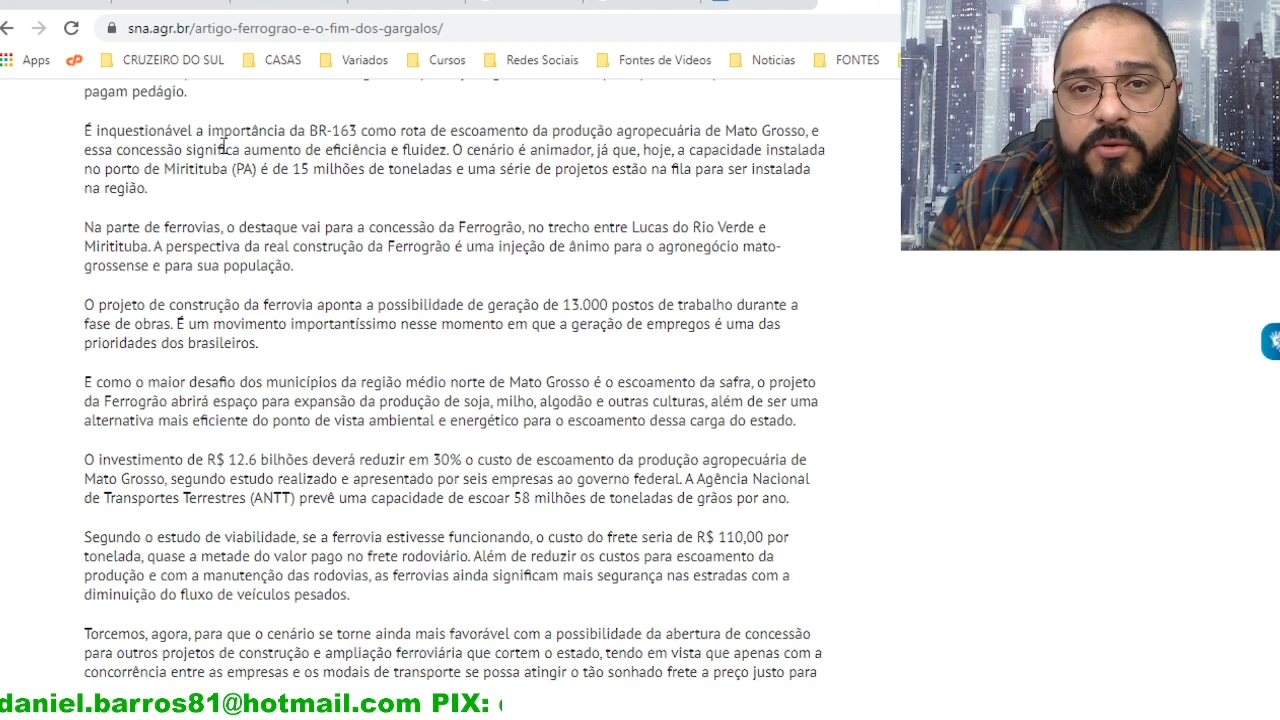 sna.agr.br/artigo-ferrograo-e-o-fim-dos-gargalos/
Apps CRUZEIRO DO SUL CASAS Variados Cursos Redes Sociais Fontes de Videos Noticias FONTES
pagam pedágio.
É inquestionável a importância da BR-163 como rota de escoamento da produção agropecuária de Mato Grosso, e
essa concessão significa aumento de eficiência e fluidez. O cenário é animador, já que, hoje, a capacidade instalada
no porto de Miritituba (PA) é de 15 milhões de toneladas e uma série de projetos estão na fila para ser instalada
na região.
Na parte de ferrovias, o destaque vai para a concessão da Ferrogrão, no trecho entre Lucas do Rio Verde e
Miritituba. A perspectiva da real construção da Ferrogrão é uma injeção de ânimo para o agronegócio mato-
grossense e para sua população.
O projeto de construção da ferrovia aponta a possibilidade de geração de 13.000 postos de trabalho durante a
fase de obras. É um movimento importantíssimo nesse momento em que a geração de empregos é uma das
prioridades dos brasileiros.
E como o maior desafio dos municípios da região médio norte de Mato Grosso é o escoamento da safra, o projeto
da Ferrogrão abrirá espaço para expansão da produção de soja, milho, algodão e outras culturas, além de ser uma
alternativa mais eficiente do ponto de vista ambiental e energético para o escoamento dessa carga do estado.
O investimento de R$ 12.6 bilhões deverá reduzir em 30% o custo de escoamento da produção agropecuária de
Mato Grosso, segundo estudo realizado e apresentado por seis empresas ao governo federal. A Agência Nacional
de Transportes Terrestres (ANTT) prevê uma capacidade de escoar 58 milhões de toneladas de grãos por ano.
Segundo o estudo de viabilidade, se a ferrovia estivesse funcionando, o custo do frete seria de R$ 110,00 por
tonelada, quase a metade do valor pago no frete rodoviário. Além de reduzir os custos para escoamento da
produção e com a manutenção das rodovias, as ferrovias ainda significam mais segurança nas estradas com a
diminuição do fluxo de veículos pesados.
Torcemos, agora, para que o cenário se torne ainda mais favorável com a possibilidade da abertura de concessão
para outros projetos de construção e ampliação ferroviária que cortem o estado, tendo em vista que apenas com a
concorrência entre as empresas e os modais de transporte se possa atingir o tão sonhado frete a preço justo para
daniel.barros81@hotmail.com PIX: